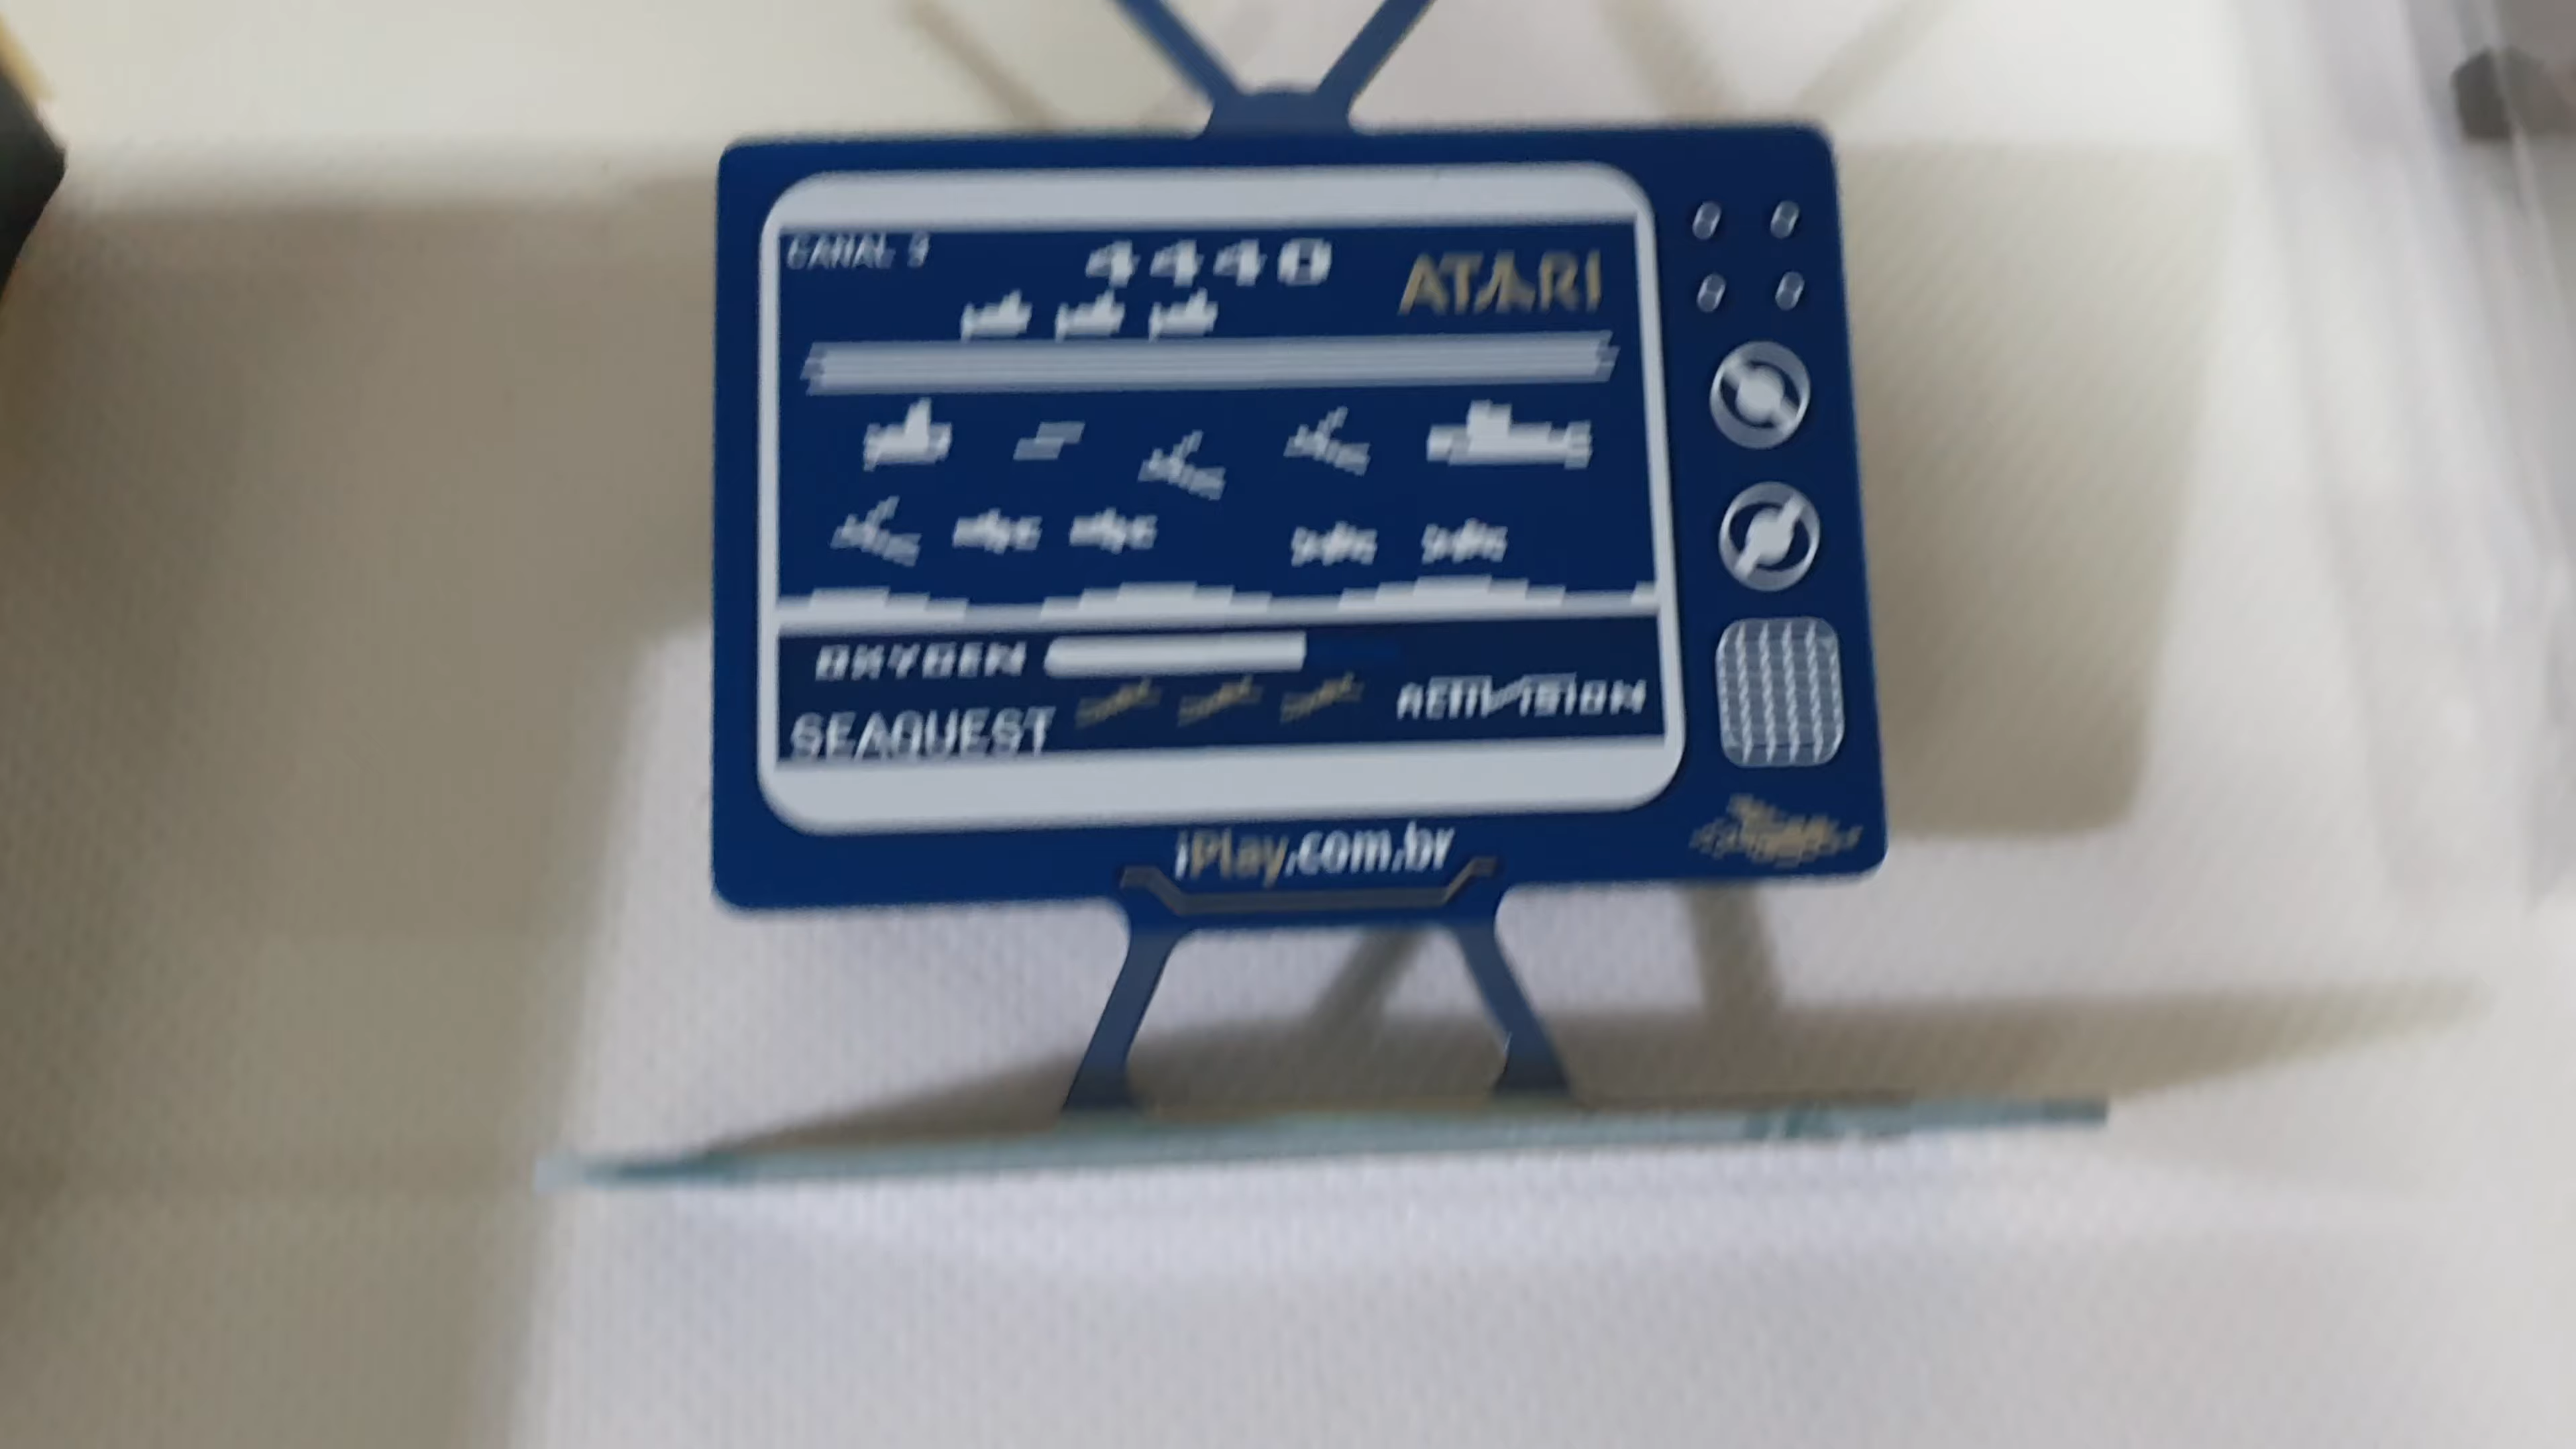 CANAL 3
4440
ATARI
OXYGEN
ACTIVISION
SEAQUEST
iPlay.com.br